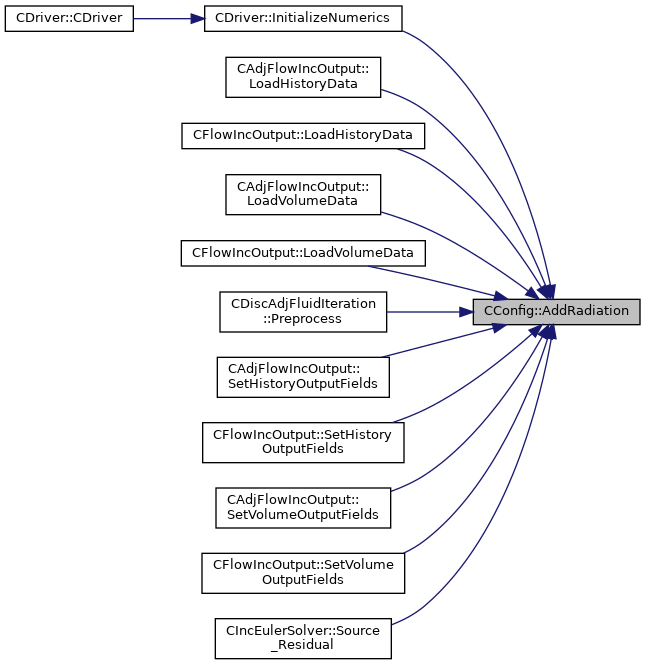 CDriver::CDriver
CDriver::InitializeNumerics
CAdjFlowIncOutput::
LoadHistoryData
CFlowIncOutput::LoadHistoryData
CAdjFlowIncOutput::
LoadVolumeData
CFlowIncOutput::LoadVolumeData
CDiscAdjFluidIteration
::Preprocess
CConfig::AddRadiation
CAdjFlowIncOutput::
SetHistoryOutputFields
CFlowIncOutput::SetHistory
OutputFields
CAdjFlowIncOutput::
SetVolumeOutputFields
CFlowIncOutput::SetVolume
OutputFields
CIncEulerSolver::Source
_Residual